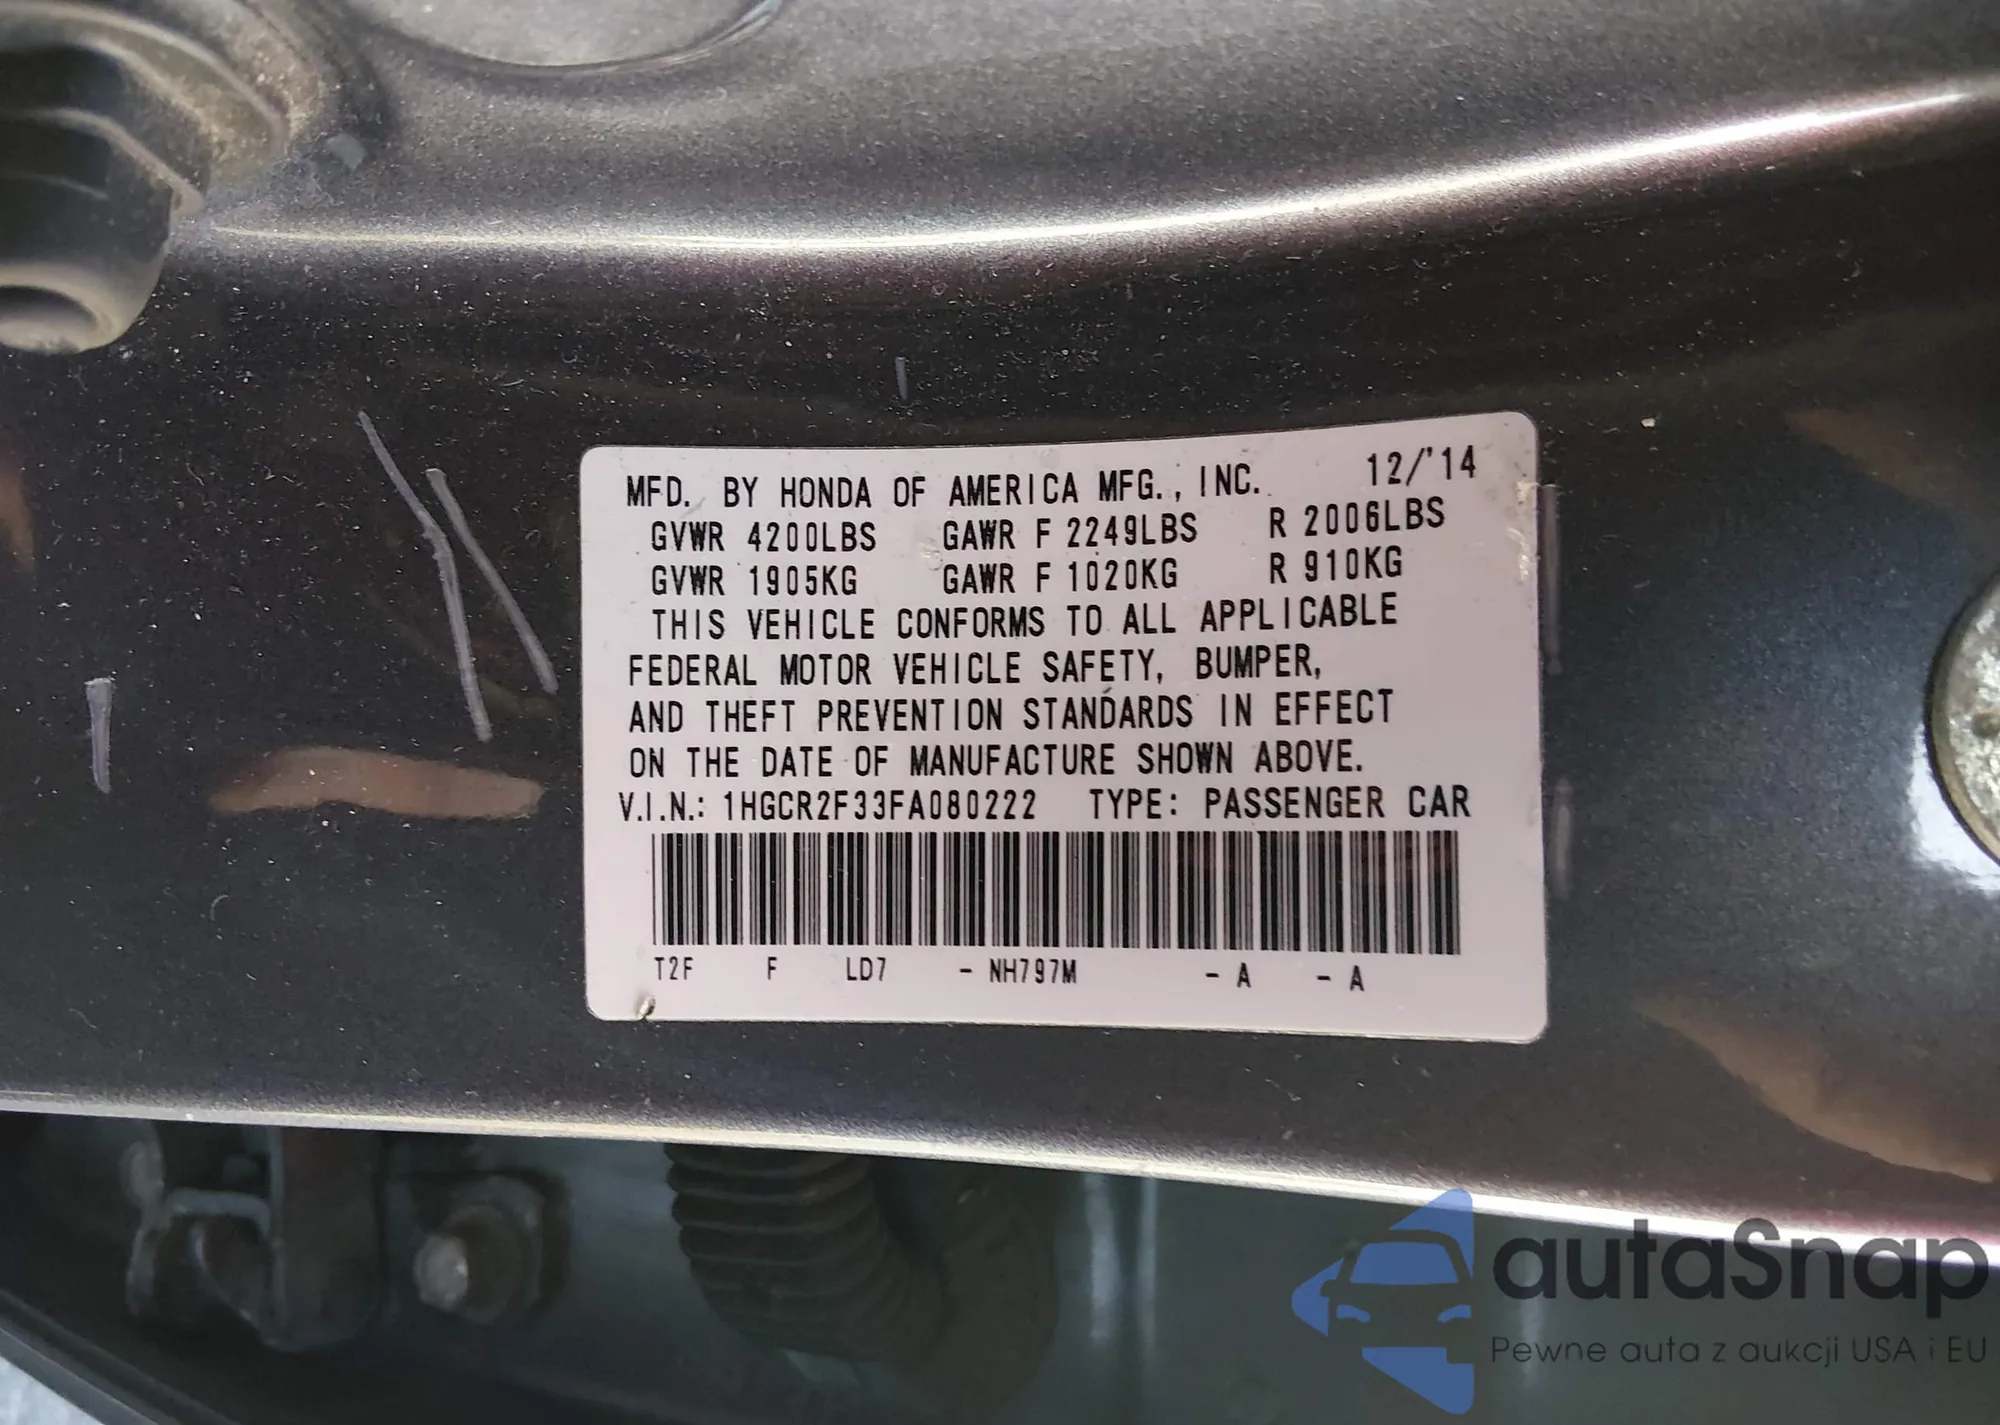 MFD. BY HONDA OF AMERICA MFG., INC. 12/'14
GVWR 4200LBS GAWR F 2249LBS R 2006LBS
GVWR 1905KG GAWR F 1020KG R 910KG
THIS VEHICLE CONFORMS TO ALL APPLICABLE
FEDERAL MOTOR VEHICLE SAFETY, BUMPER,
AND THEFT PREVENTION STANDARDS IN EFFECT
ON THE DATE OF MANUFACTURE SHOWN ABOVE.
V.I.N.: 1HGCR2F33FA080222 TYPE: PASSENGER CAR
T2F F LD7 - NH797M - A - A
autaSnap
Pewne auta z aukcji USA i EU